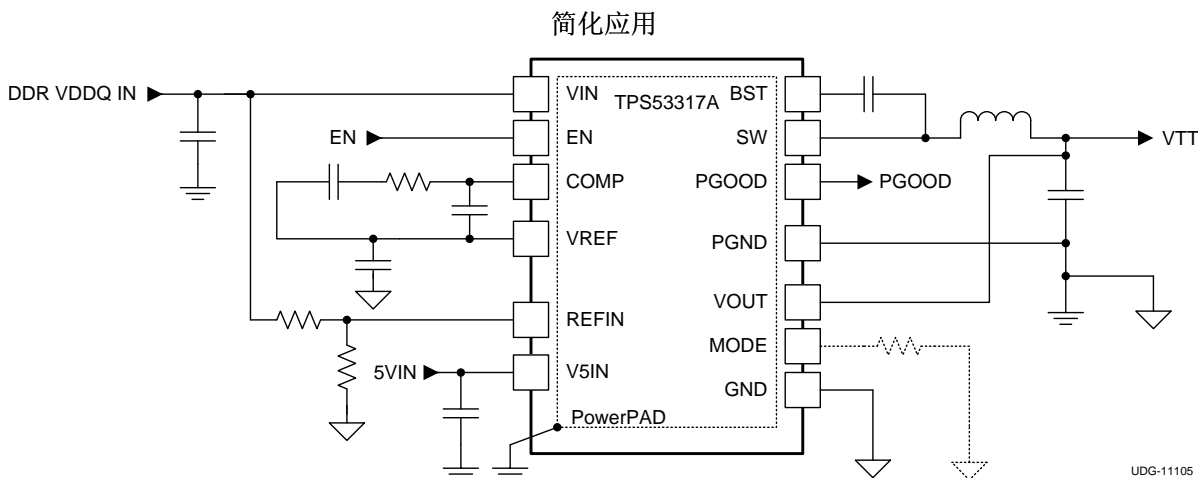 简化应用
DDR VDDQ IN
VIN
TPS53317A
BST
EN
EN
SW
VTT
COMP
PGOOD
PGOOD
VREF
PGND
REFIN
VOUT
MODE
5VIN
V5IN
GND
PowerPAD
UDG-11105